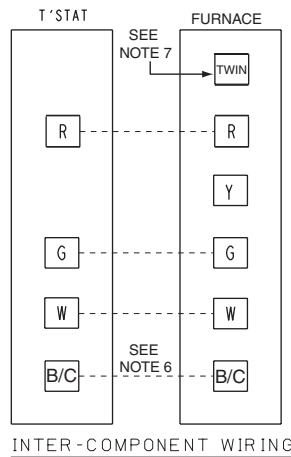 T'STAT
FURNACE
SEE
NOTE 7
TWIN
R
R
Y
G
G
W
W
SEE
NOTE 6
B/C
B/C
INTER-COMPONENT WIRING